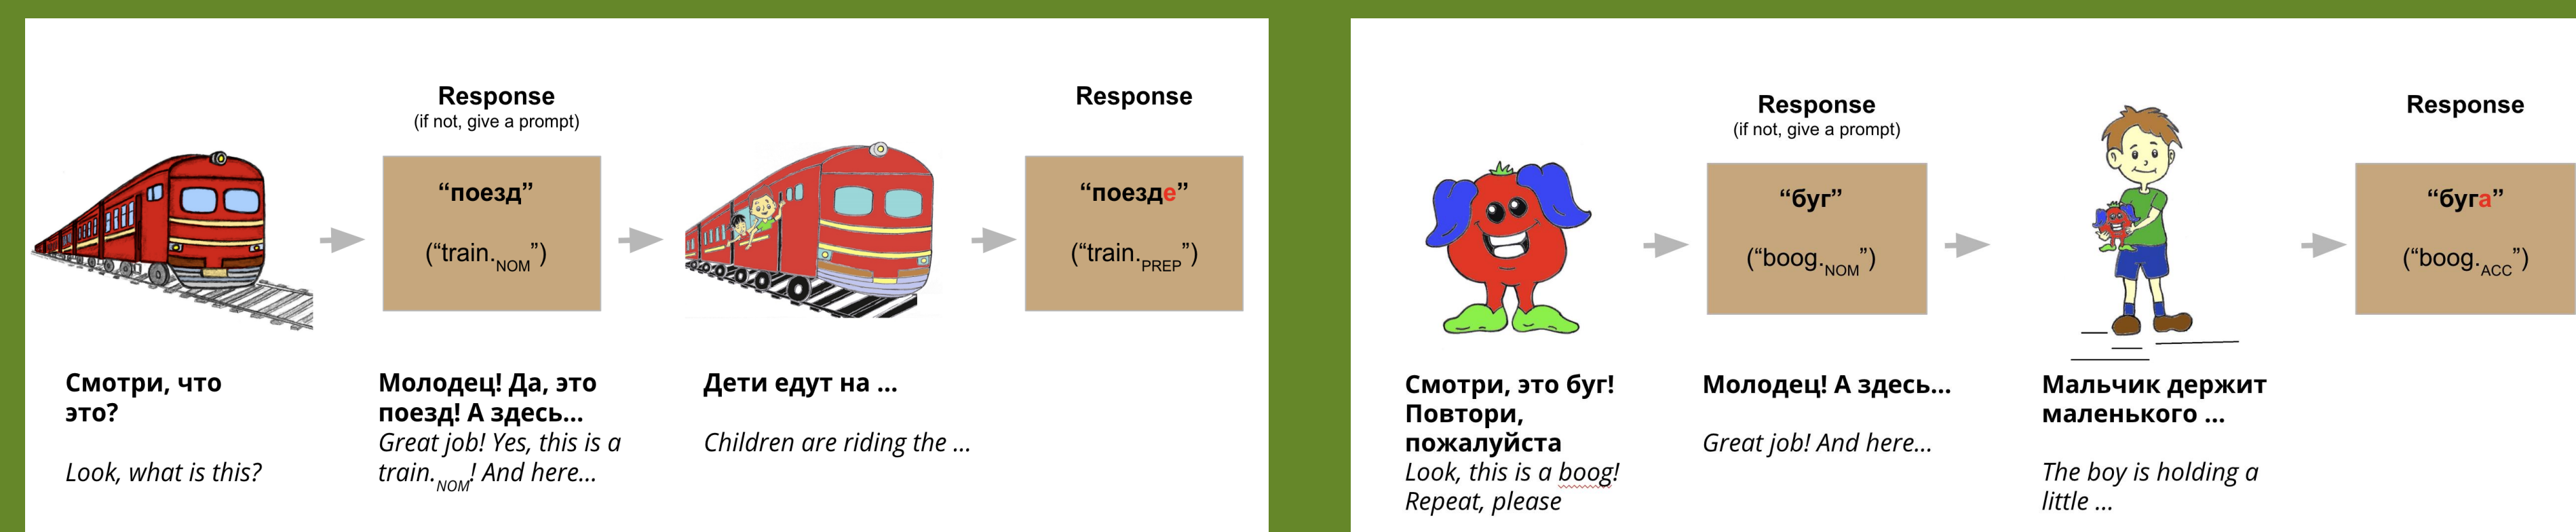 Response
(if not, give a prompt)
“поезд”
(“train.NOM”)
Response
“поезде”
(“train.PREP”)
Смотри, что
это?
Look, what is this?
Молодец! Да, это
поезд! А здесь...
Great job! Yes, this is a
train.NOM! And here...
Дети едут на ...
Children are riding the ...
Response
(if not, give a prompt)
“буг”
(“boog.NOM”)
Response
“буга”
(“boog.ACC”)
Смотри, это буг!
Повтори,
пожалуйста
Look, this is a boog!
Repeat, please
Молодец! А здесь...
Great job! And here...
Мальчик держит
маленького ...
The boy is holding a
little ...